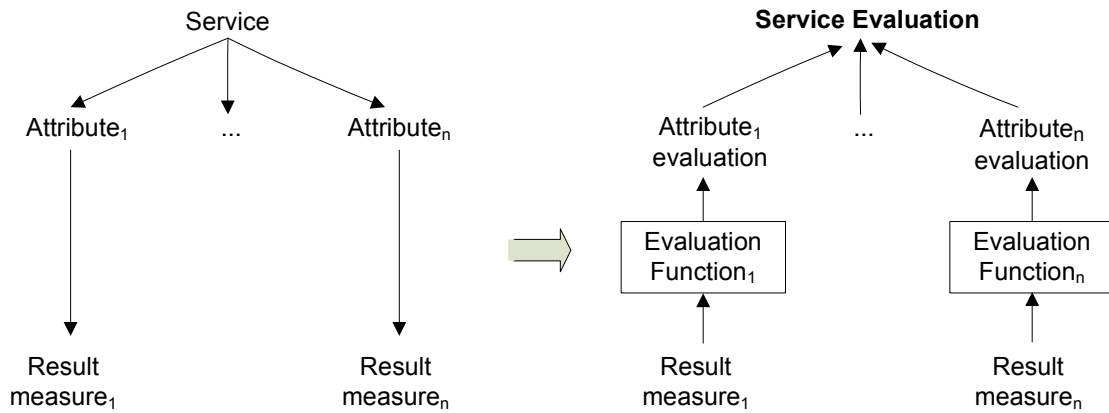 Service
Attribute₁
...
Attributeₙ
Result
measure₁
Result
measureₙ
Service Evaluation
Attribute₁
evaluation
...
Attributeₙ
evaluation
Evaluation
Function₁
Evaluation
Functionₙ
Result
measure₁
Result
measureₙ